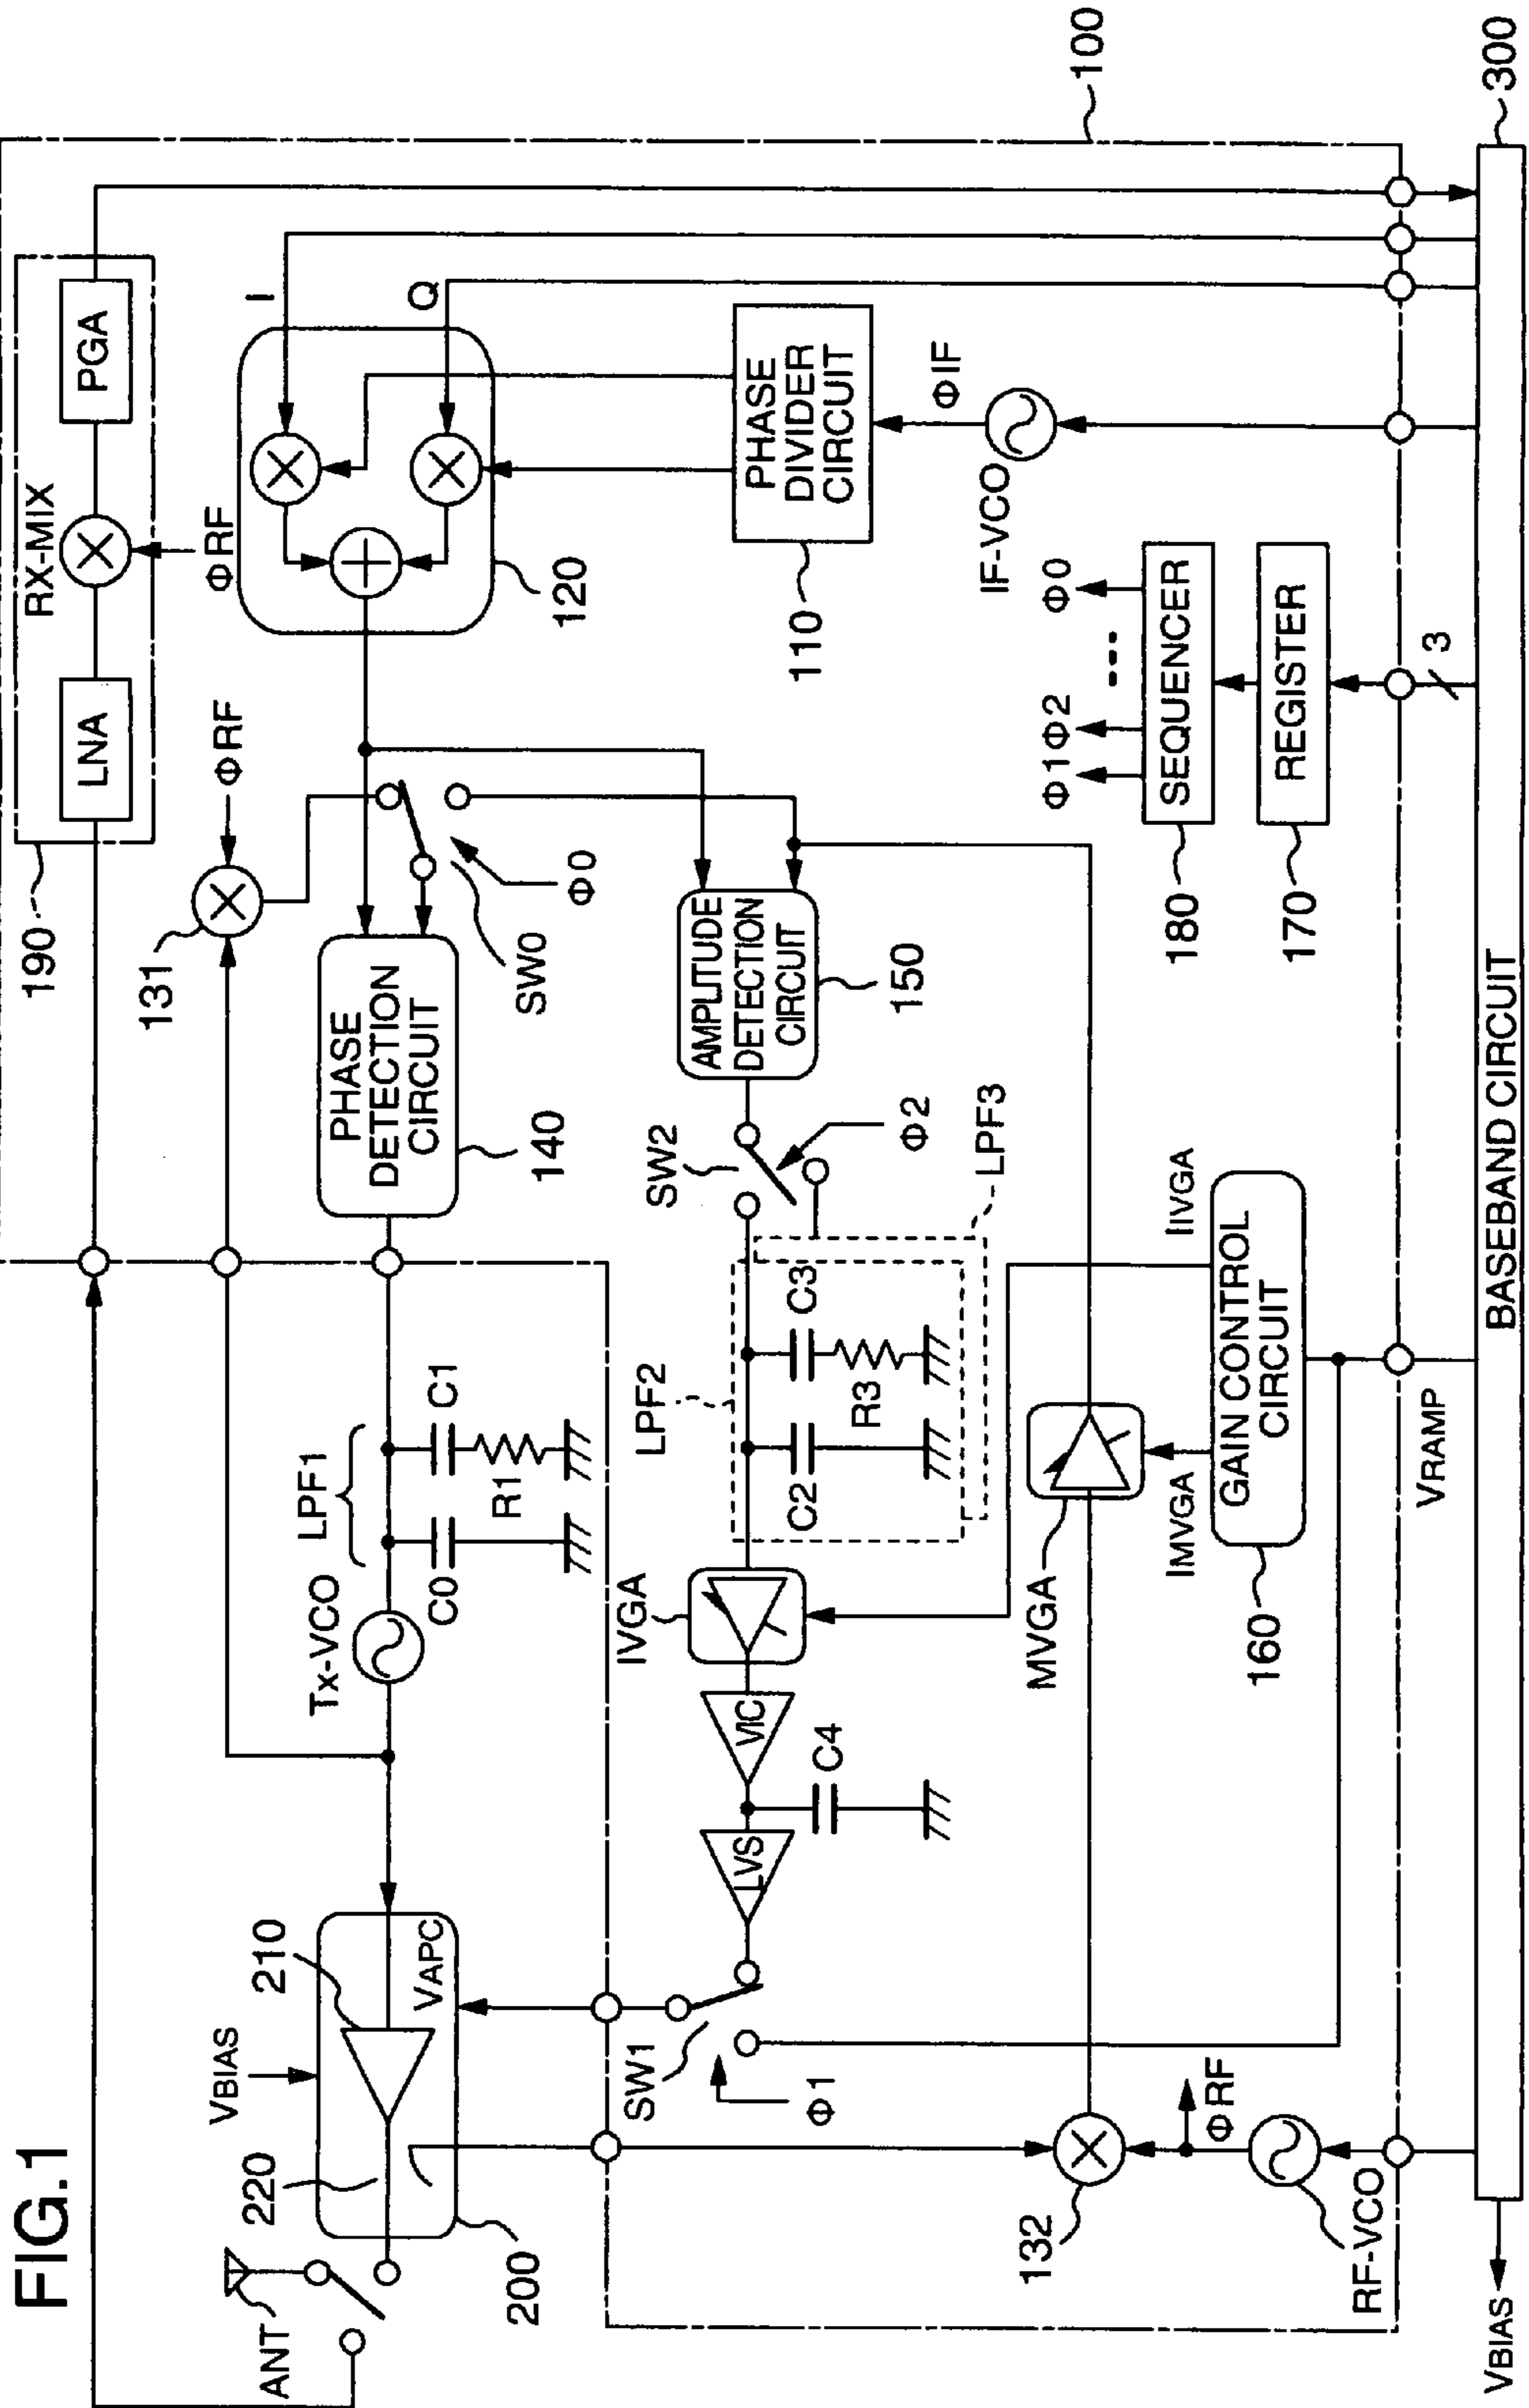 FIG.1
190
LNA
RX-MIX
PGA
ΦRF
131
ΦRF
I
Q
120
ANT
220
VBIAS
210
VAPC
200
Tx-VCO
LPF1
C0
R1
C1
PHASE
DETECTION
CIRCUIT
140
SW0
Φ0
PHASE
DIVIDER
CIRCUIT
110
ΦIF
IF-VCO
SW1
Φ1
LVS
C4
VIC
IVGA
LPF2
C2
R3
C3
LPF3
SW2
Φ2
AMPLITUDE
DETECTION
CIRCUIT
150
132
ΦRF
RF-VCO
MVGA
IMVGA
IIVGA
GAIN CONTROL
CIRCUIT
160
VRAMP
Φ1
Φ2
Φ0
SEQUENCER
180
REGISTER
170
3
100
VBIAS
BASEBAND CIRCUIT
300